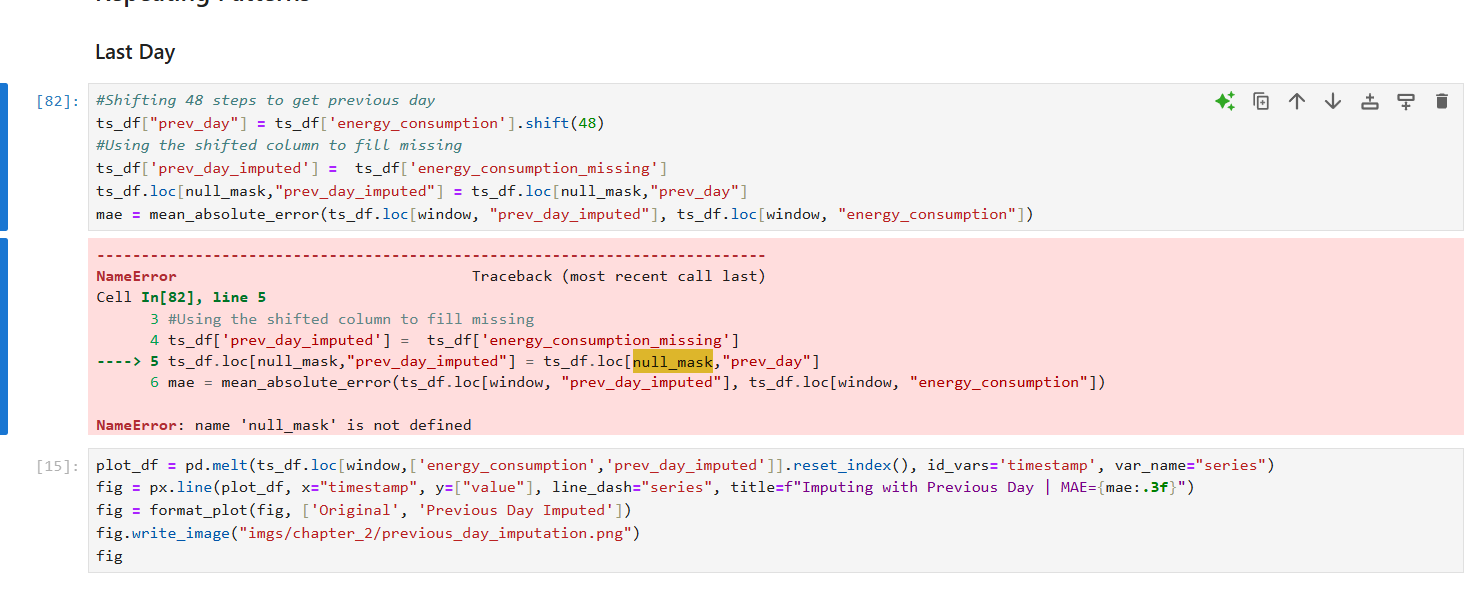 Repeating Patterns
Last Day
[82]:
#Shifting 48 steps to get previous day
ts_df["prev_day"] = ts_df['energy_consumption'].shift(48)
#Using the shifted column to fill missing
ts_df['prev_day_imputed'] =  ts_df['energy_consumption_missing']
ts_df.loc[null_mask,"prev_day_imputed"] = ts_df.loc[null_mask,"prev_day"]
mae = mean_absolute_error(ts_df.loc[window, "prev_day_imputed"], ts_df.loc[window, "energy_consumption"])
---------------------------------------------------------------------------
NameError                                 Traceback (most recent call last)
Cell In[82], line 5
      3 #Using the shifted column to fill missing
      4 ts_df['prev_day_imputed'] =  ts_df['energy_consumption_missing']
----> 5 ts_df.loc[null_mask,"prev_day_imputed"] = ts_df.loc[null_mask,"prev_day"]
      6 mae = mean_absolute_error(ts_df.loc[window, "prev_day_imputed"], ts_df.loc[window, "energy_consumption"])
NameError: name 'null_mask' is not defined
[15]:
plot_df = pd.melt(ts_df.loc[window,['energy_consumption','prev_day_imputed']].reset_index(), id_vars='timestamp', var_name="series")
fig = px.line(plot_df, x="timestamp", y=["value"], line_dash="series", title=f"Imputing with Previous Day | MAE={mae:.3f}")
fig = format_plot(fig, ['Original', 'Previous Day Imputed'])
fig.write_image("imgs/chapter_2/previous_day_imputation.png")
fig